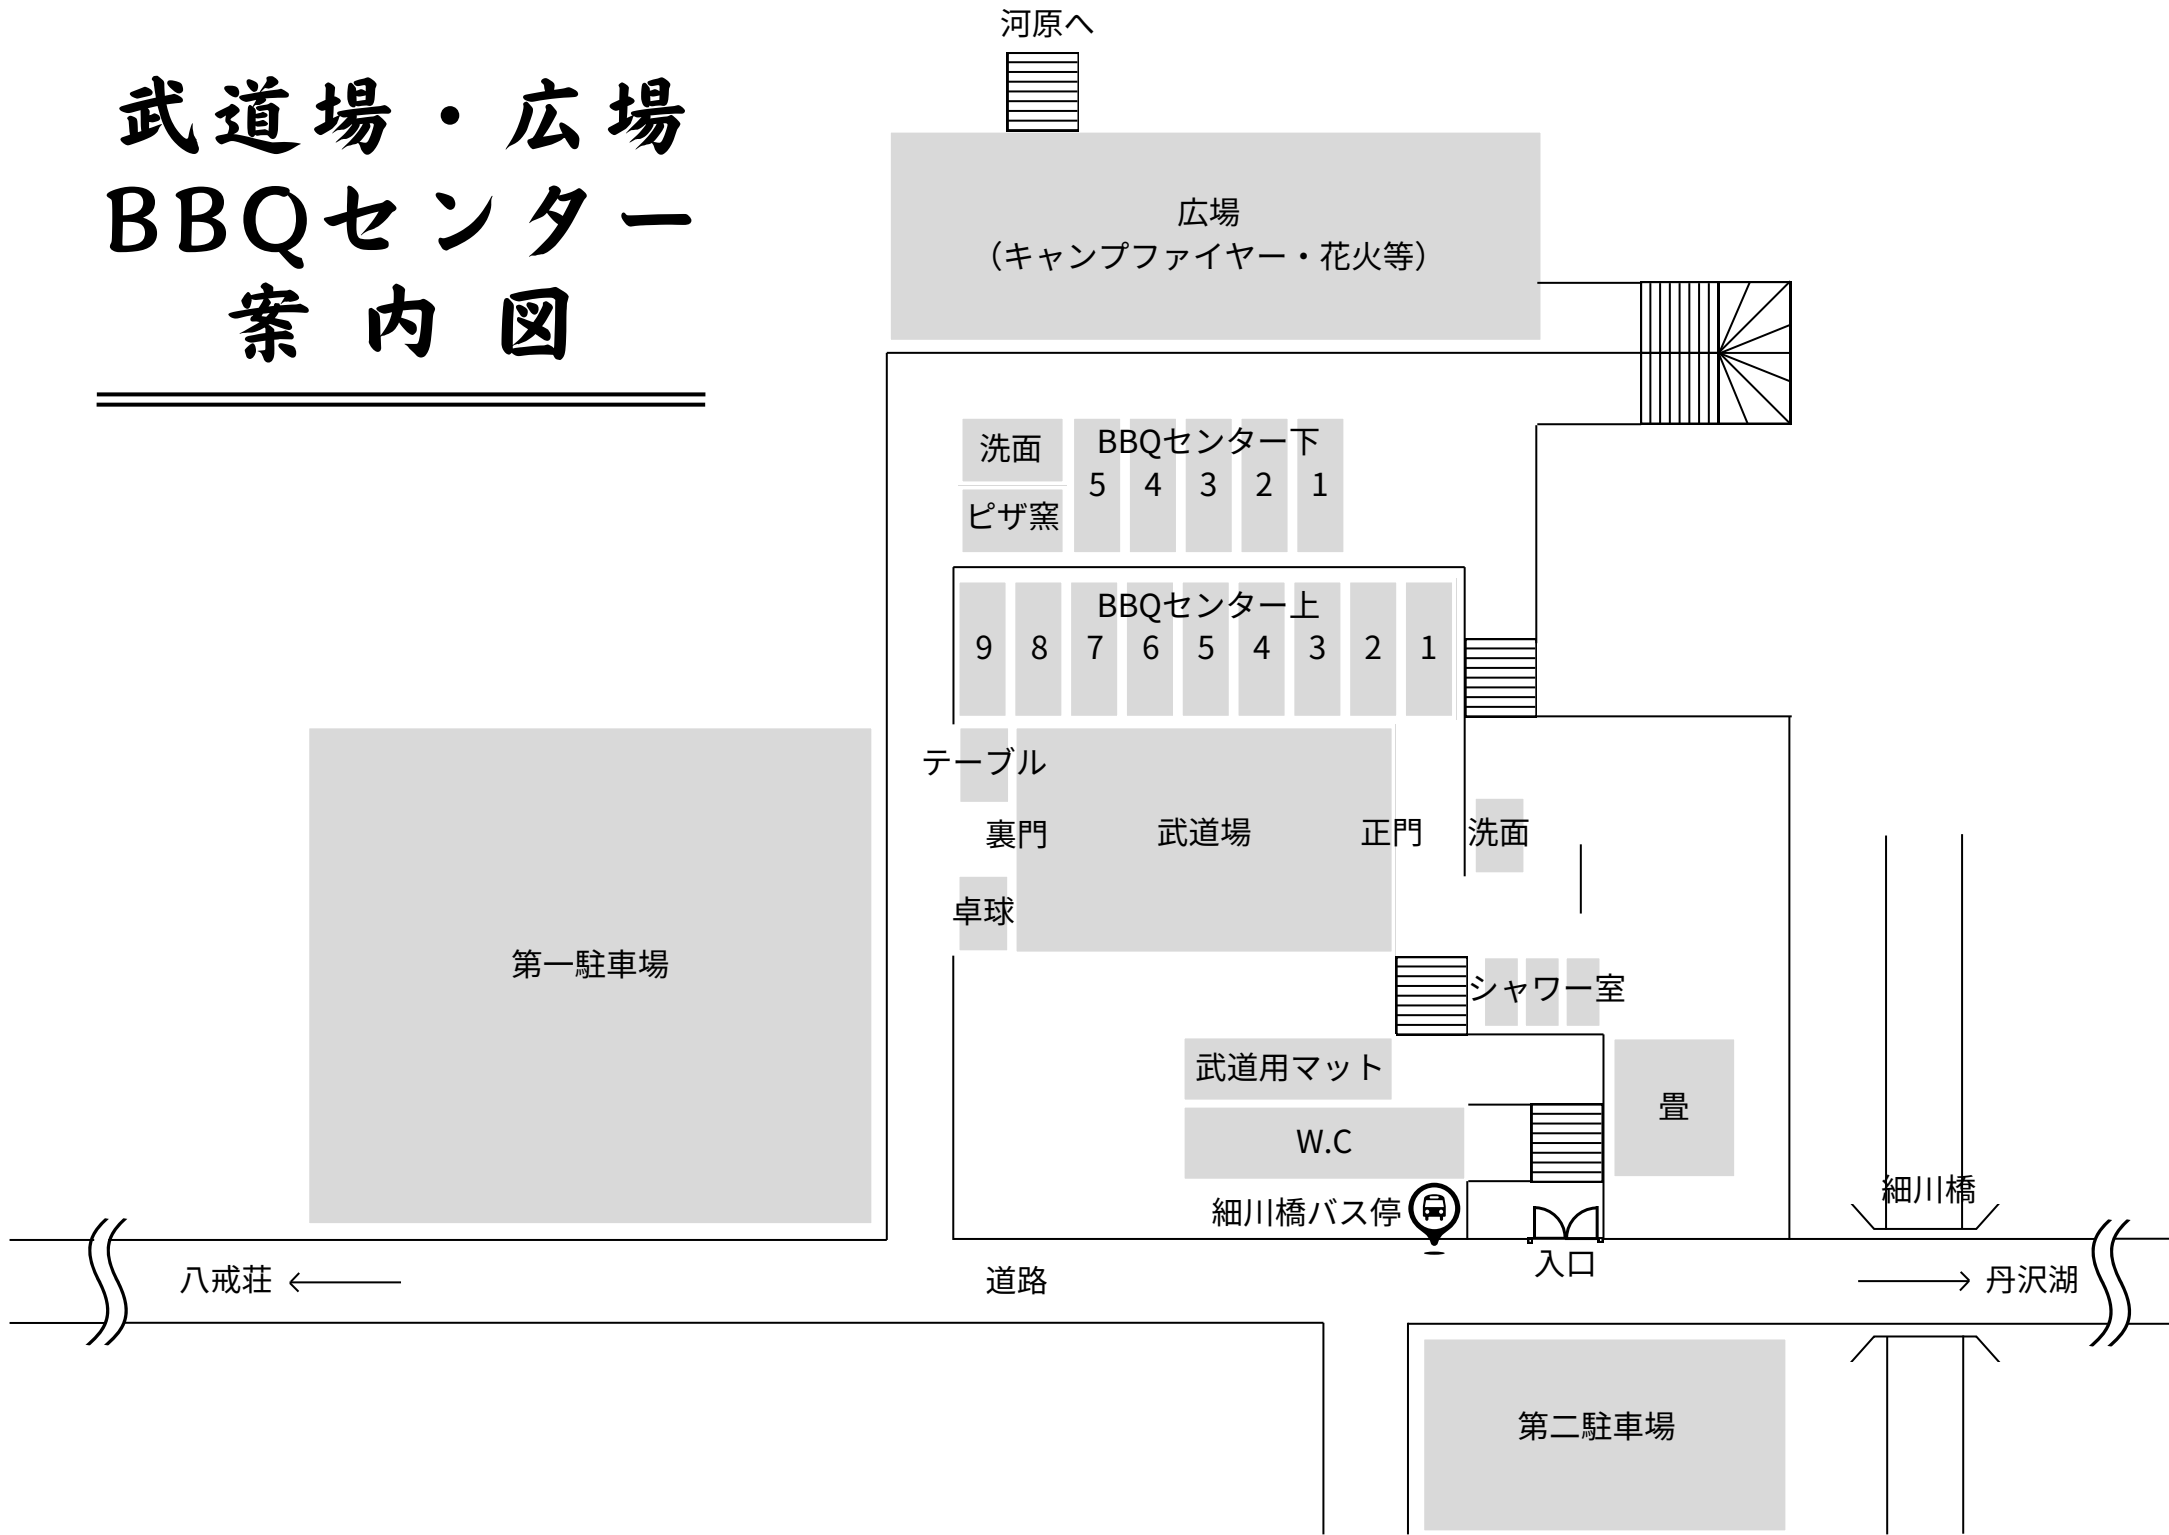 武道場・広場
BBQセンター
案内図
河原へ
広場
（キャンプファイヤー・花火等）
洗面
ピザ窯
BBQセンター下
5 4 3 2 1
BBQセンター上
9 8 7 6 5 4 3 2 1
テーブル
裏門
武道場
正門
洗面
卓球
第一駐車場
シャワー室
武道用マット
畳
W.C
細川橋バス停
細川橋
入口
八戒荘
道路
丹沢湖
第二駐車場